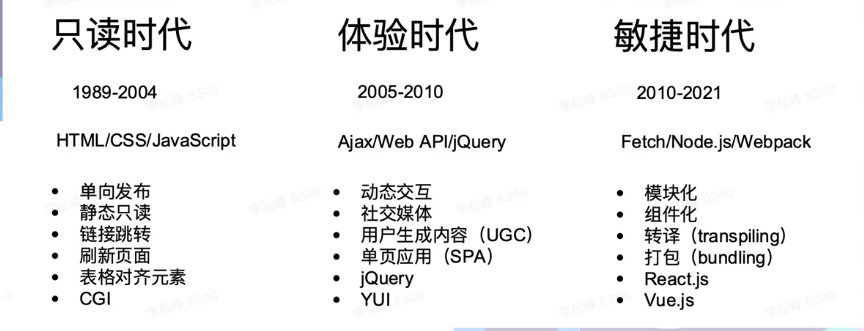 只读时代
1989-2004
HTML/CSS/JavaScript
• 单向发布
• 静态只读
• 链接跳转
• 刷新页面
• 表格对齐元素
• CGI
体验时代
2005-2010
Ajax/Web API/jQuery
• 动态交互
• 社交媒体
• 用户生成内容（UGC）
• 单页应用（SPA）
• jQuery
• YUI
敏捷时代
2010-2021
Fetch/Node.js/Webpack
• 模块化
• 组件化
• 转译（transpiling）
• 打包（bundling）
• React.js
• Vue.js
李松峰 6340